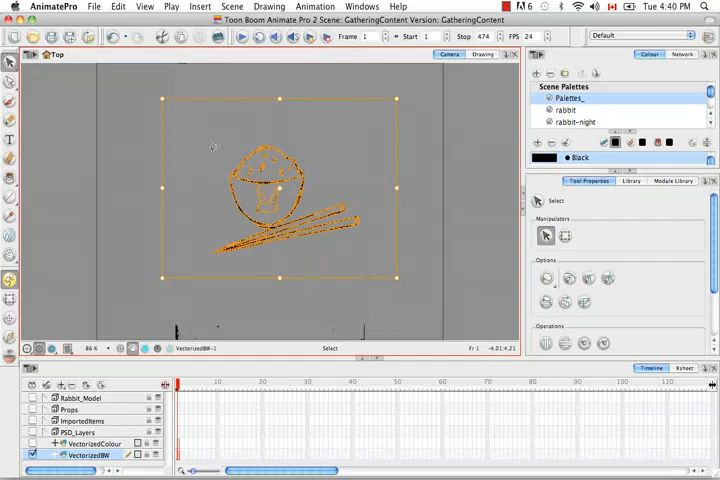 AnimatePro File Edit View Play Insert Scene Drawing Animation Windows Help 6 Tue 4:40 PM
Toon Boom Animate Pro 2 Scene: GatheringContent Version: GatheringContent
Frame 1 Start 1 Stop 474 FPS 24 Default
Top Camera Drawing
Colour Network
Scene Palettes
Palettes_
rabbit
rabbit-night
Black
Tool Properties Library Module Library
Select
Manipulators
Options
Operations
86 % VectorizedBW-1 Select Fr 1 -4.01:4.21
Timeline Xsheet
10 20 30 40 50 60 70 80 90 100 110
Rabbit_Model
Props
ImportedItems
PSD_Layers
VectorizedColour
VectorizedBW